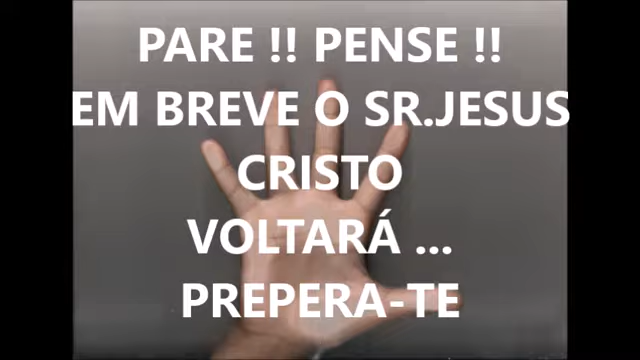 PARE !! PENSE !!
EM BREVE O SR.JESUS
CRISTO
VOLTARÁ ...
PREPERA-TE